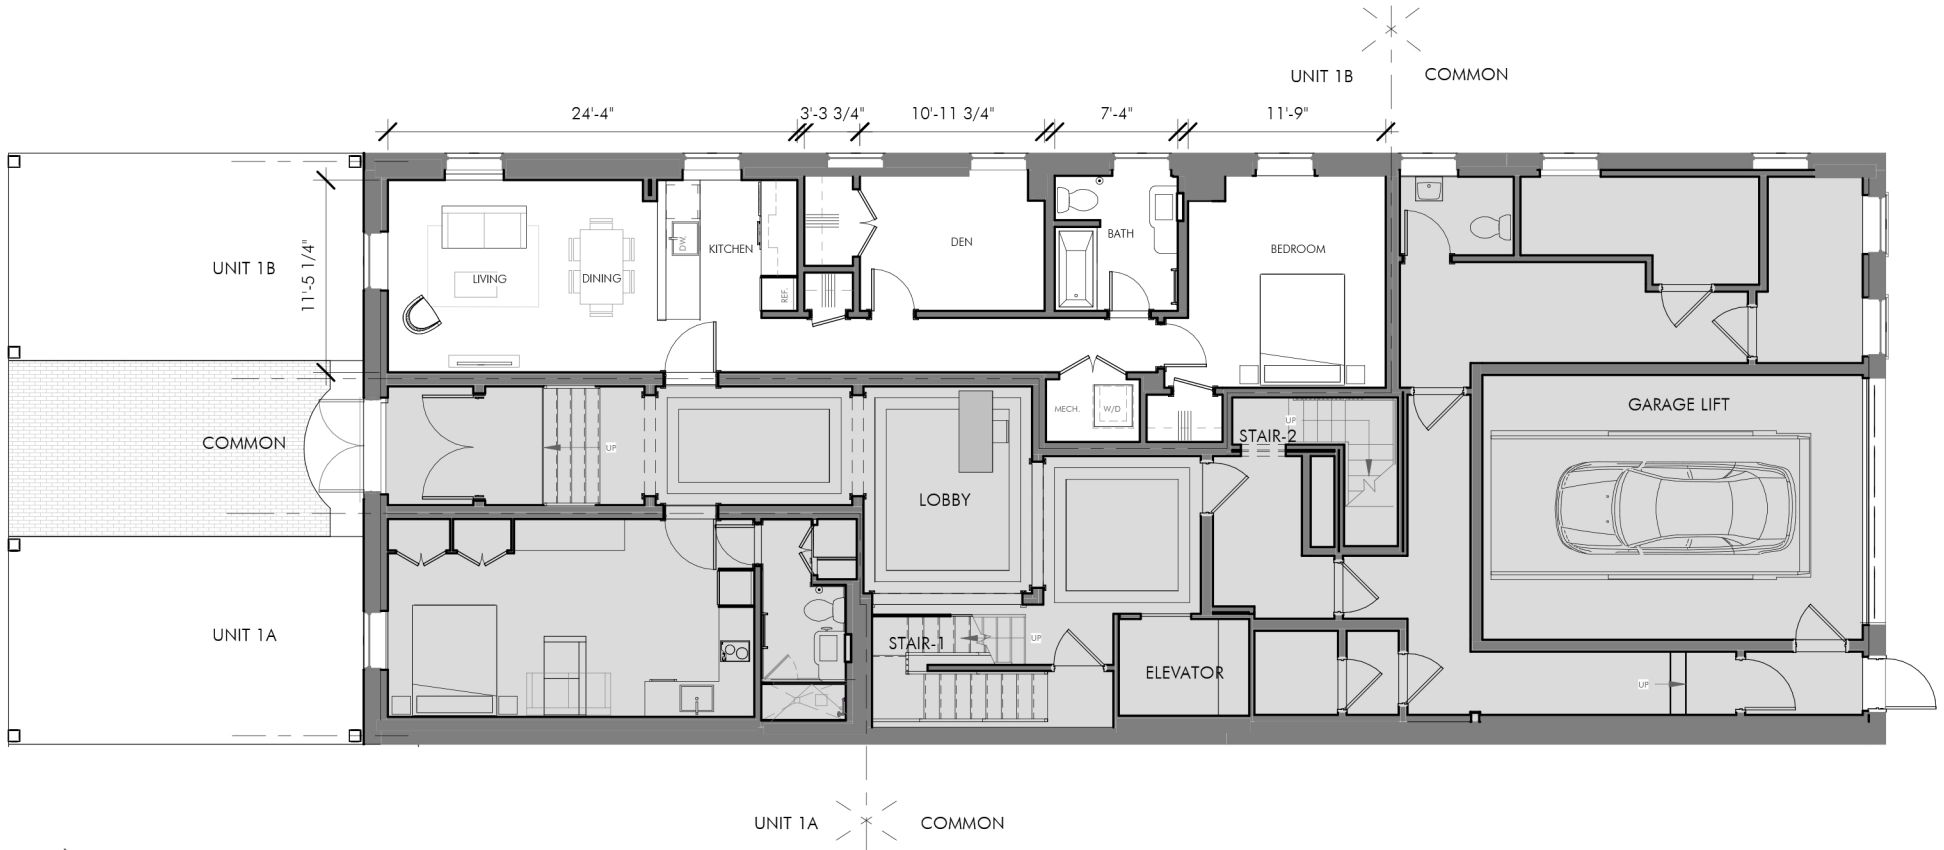 UNIT 1B
COMMON
24'-4"
3'-3 3/4"
10'-11 3/4"
7'-4"
11'-9"
11'-5 1/4"
UNIT 1B
LIVING
DINING
D.W.
KITCHEN
REF.
DEN
BATH
BEDROOM
MECH.
W/D
GARAGE LIFT
UP
STAIR-2
COMMON
UP
LOBBY
UNIT 1A
STAIR-1
UP
ELEVATOR
UP
UNIT 1A
COMMON